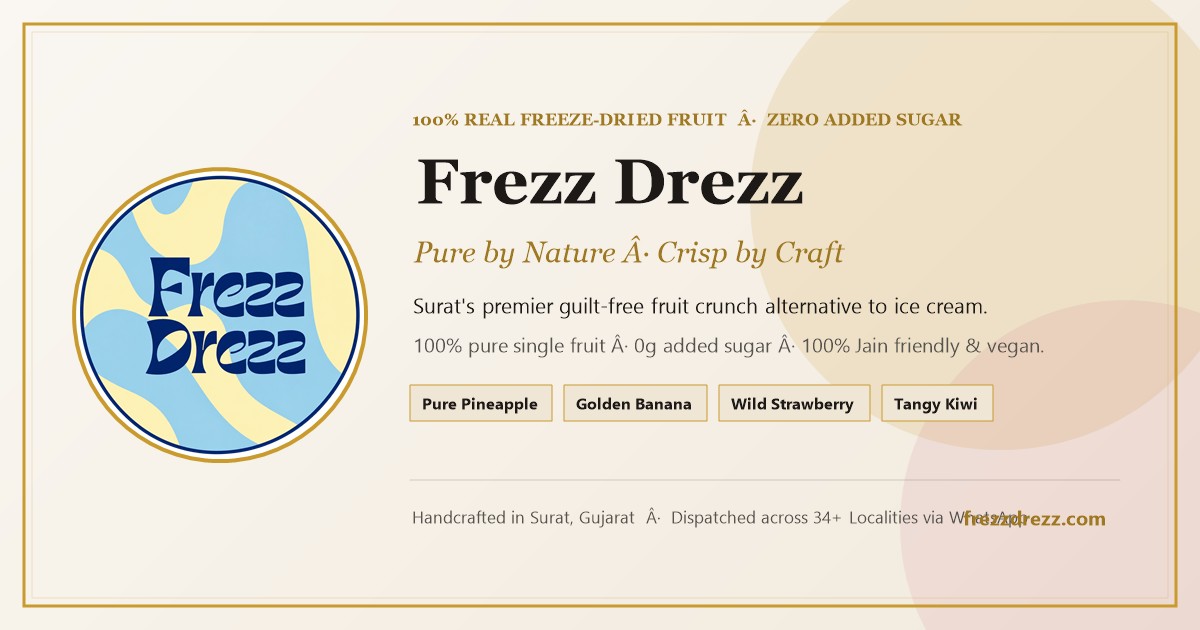 Frezz
Drezz
100% REAL FREEZE-DRIED FRUIT Â· ZERO ADDED SUGAR
Frezz Drezz
Pure by Nature Â· Crisp by Craft
Surat's premier guilt-free fruit crunch alternative to ice cream.
100% pure single fruit Â· 0g added sugar Â· 100% Jain friendly & vegan.
Pure Pineapple Golden Banana Wild Strawberry Tangy Kiwi
Handcrafted in Surat, Gujarat Â· Dispatched across 34+ Localities via WhatsApp frezzdrezz.com